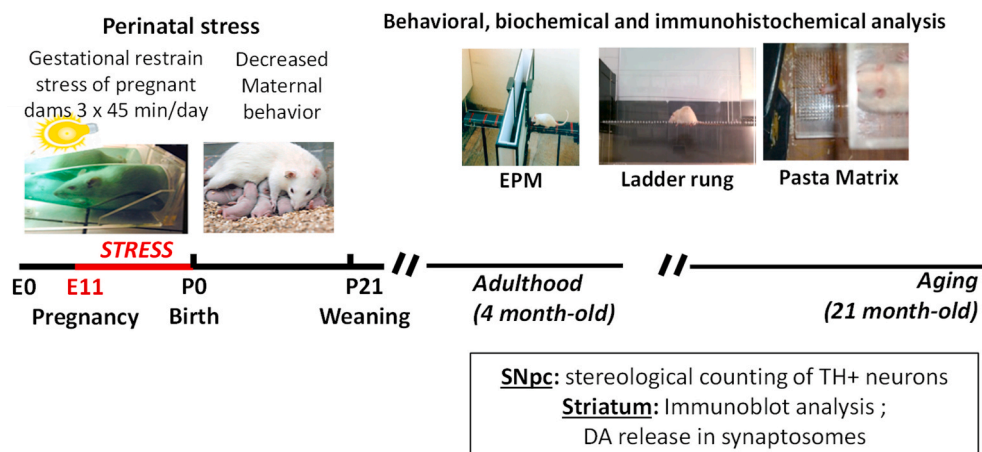 Perinatal stress
Gestational restrain
stress of pregnant
dams 3 x 45 min/day
Decreased
Maternal
behavior
Behavioral, biochemical and immunohistochemical analysis
EPM
Ladder rung
Pasta Matrix
STRESS
E0
E11
P0
P21
Pregnancy
Birth
Weaning
Adulthood
(4 month-old)
Aging
(21 month-old)
SNpc: stereological counting of TH+ neurons
Striatum: Immunoblot analysis ;
DA release in synaptosomes